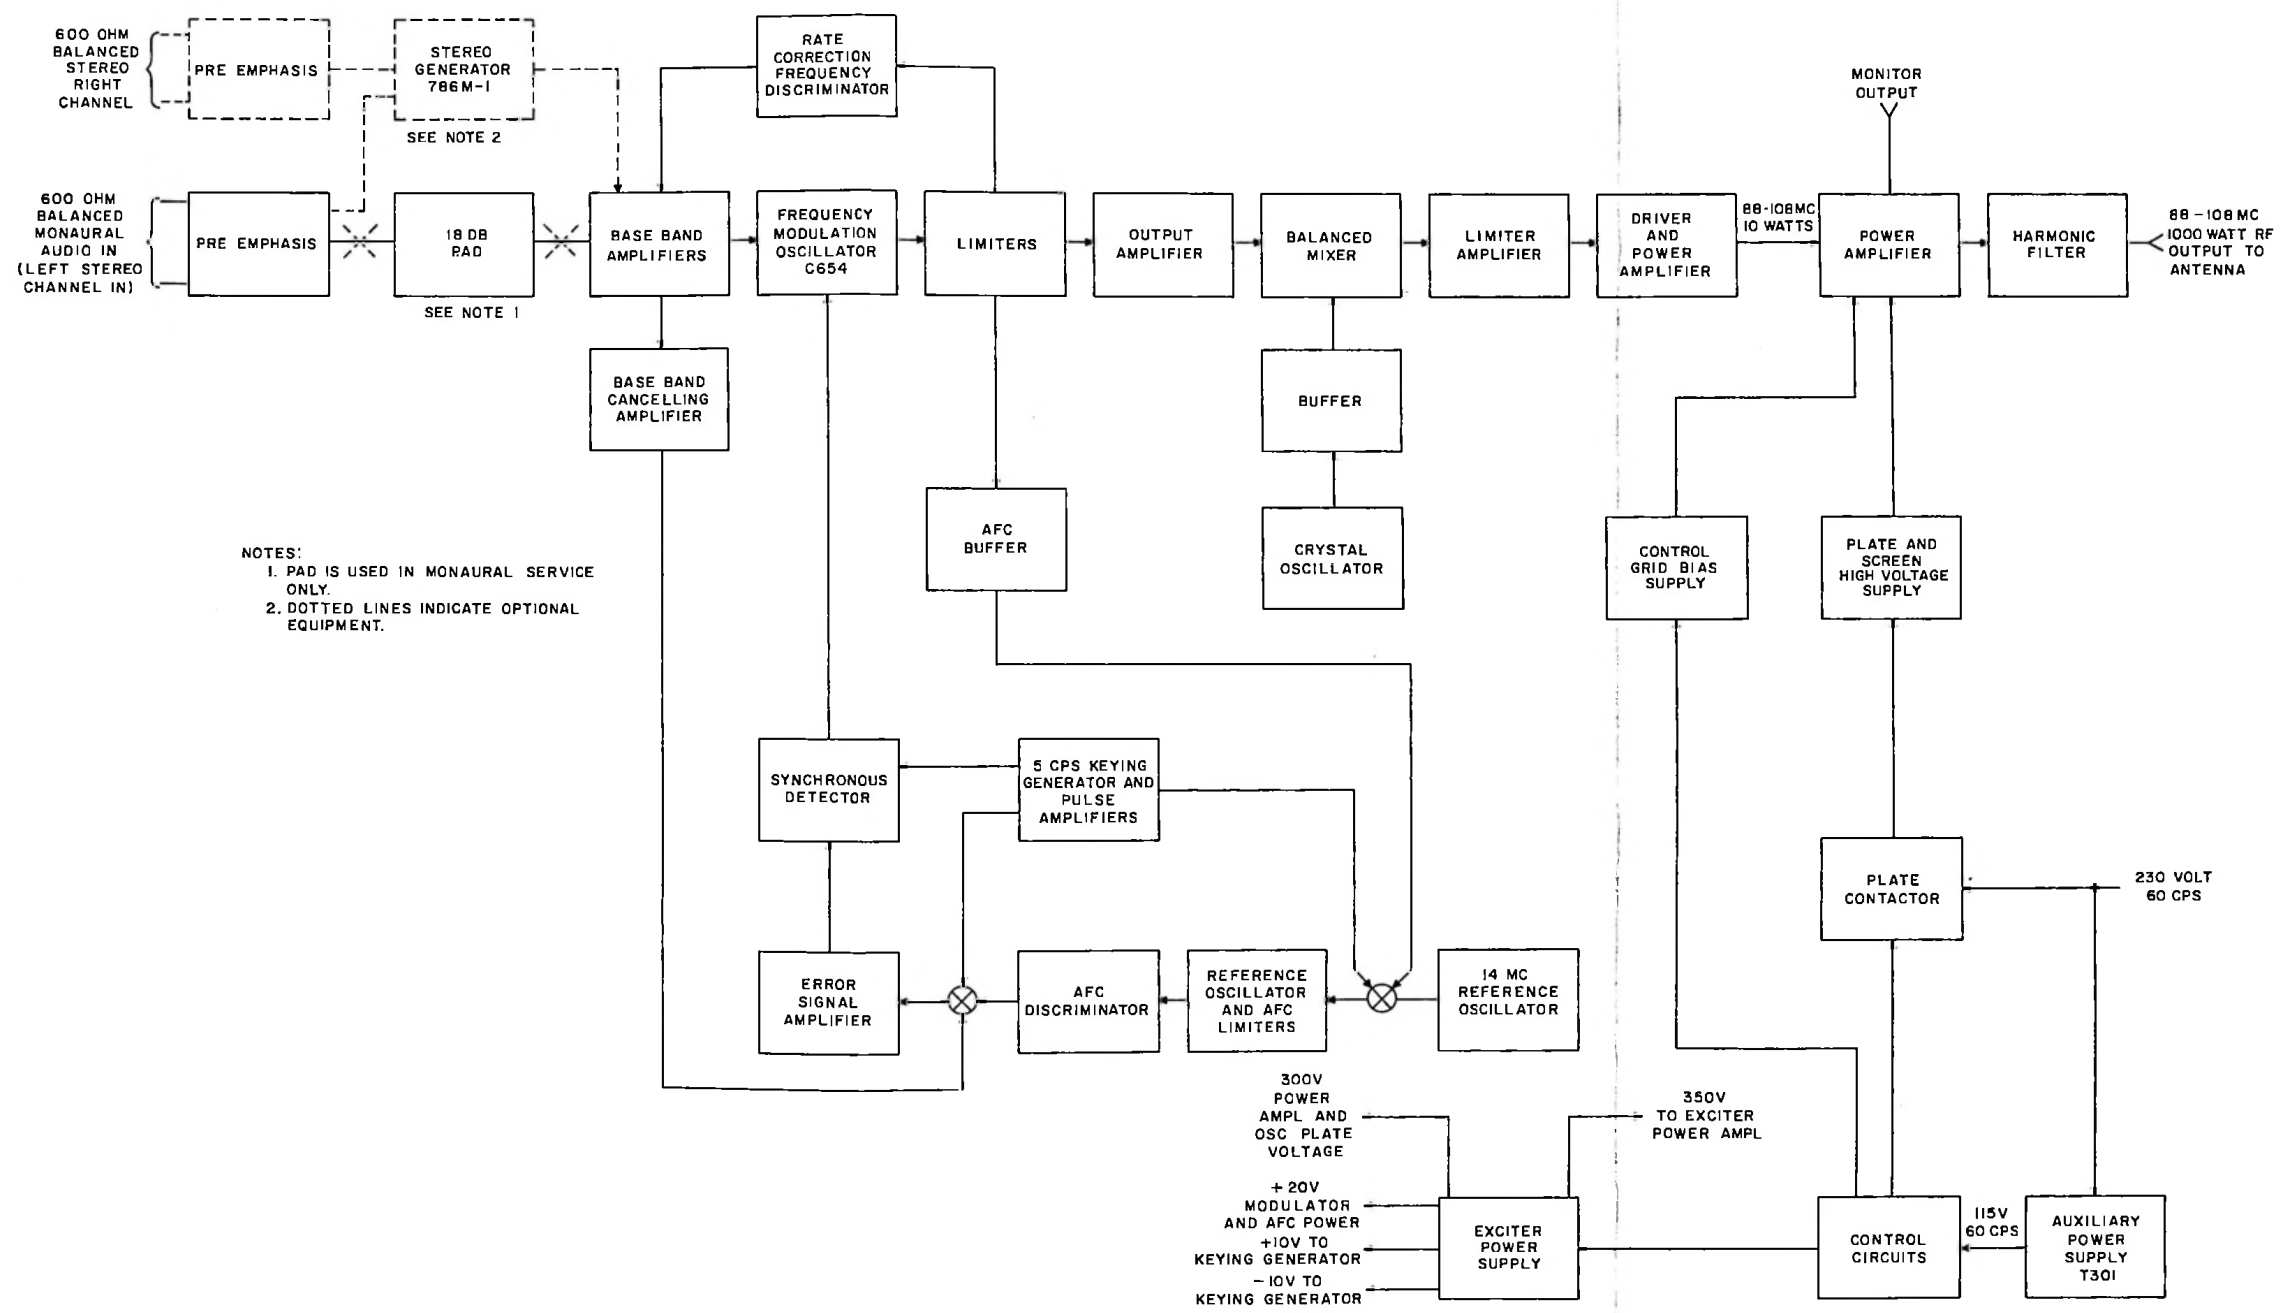 600 OHM
BALANCED
STEREO
RIGHT
CHANNEL
PRE EMPHASIS
STEREO
GENERATOR
786M-1
SEE NOTE 2
RATE
CORRECTION
FREQUENCY
DISCRIMINATOR
MONITOR
OUTPUT
600 OHM
BALANCED
MONAURAL
AUDIO IN
(LEFT STEREO
CHANNEL IN)
PRE EMPHASIS
18 DB
PAD
SEE NOTE 1
BASE BAND
AMPLIFIERS
FREQUENCY
MODULATION
OSCILLATOR
C654
LIMITERS
OUTPUT
AMPLIFIER
BALANCED
MIXER
LIMITER
AMPLIFIER
DRIVER
AND
POWER
AMPLIFIER
88-108MC
10 WATTS
POWER
AMPLIFIER
HARMONIC
FILTER
88-108 MC
1000 WATT RF
OUTPUT TO
ANTENNA
BASE BAND
CANCELLING
AMPLIFIER
BUFFER
AFC
BUFFER
CRYSTAL
OSCILLATOR
CONTROL
GRID BIAS
SUPPLY
PLATE AND
SCREEN
HIGH VOLTAGE
SUPPLY
NOTES:
1. PAD IS USED IN MONAURAL SERVICE
ONLY.
2. DOTTED LINES INDICATE OPTIONAL
EQUIPMENT.
SYNCHRONOUS
DETECTOR
5 CPS KEYING
GENERATOR AND
PULSE
AMPLIFIERS
PLATE
CONTACTOR
230 VOLT
60 CPS
ERROR
SIGNAL
AMPLIFIER
AFC
DISCRIMINATOR
REFERENCE
OSCILLATOR
AND AFC
LIMITERS
14 MC
REFERENCE
OSCILLATOR
300V
POWER
AMPL AND
OSC PLATE
VOLTAGE
350V
TO EXCITER
POWER AMPL
+20V
MODULATOR
AND AFC POWER
+10V TO
KEYING GENERATOR
-10V TO
KEYING GENERATOR
EXCITER
POWER
SUPPLY
CONTROL
CIRCUITS
115V
60 CPS
AUXILIARY
POWER
SUPPLY
T301